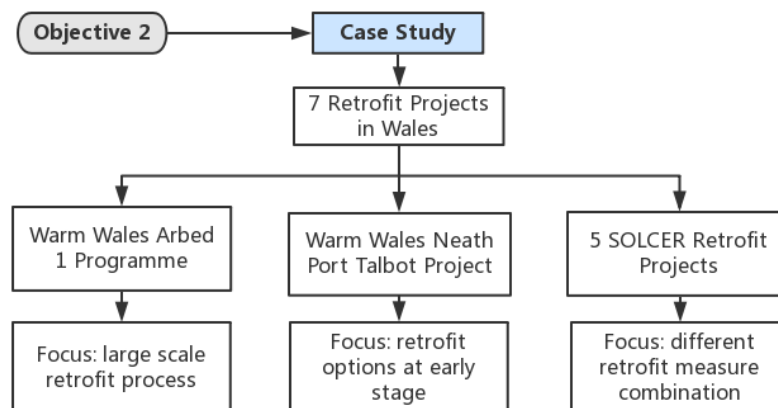 Objective 2
Case Study
7 Retrofit Projects
in Wales
Warm Wales Arbed
1 Programme
Warm Wales Neath
Port Talbot Project
5 SOLCER Retrofit
Projects
Focus: large scale
retrofit process
Focus: retrofit
options at early
stage
Focus: different
retrofit measure
combination